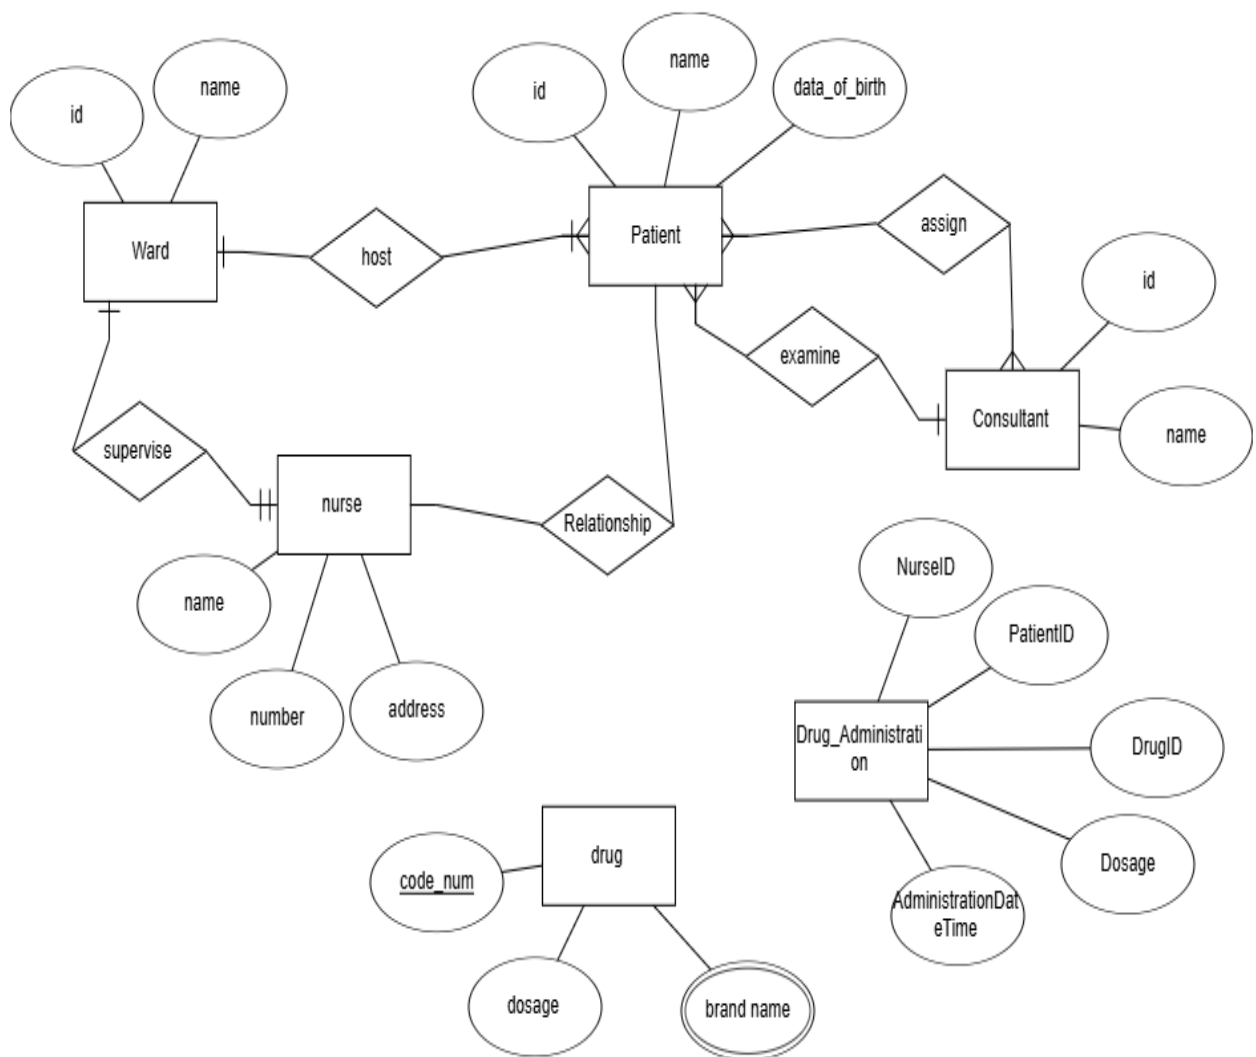 name
id
name
id
data_of_birth
Ward
host
Patient
assign
id
examine
Consultant
name
supervise
nurse
Relationship
name
number
address
NurseID
PatientID
Drug_Administrati
on
DrugID
Dosage
AdministrationDat
eTime
drug
code_num
dosage
brand name